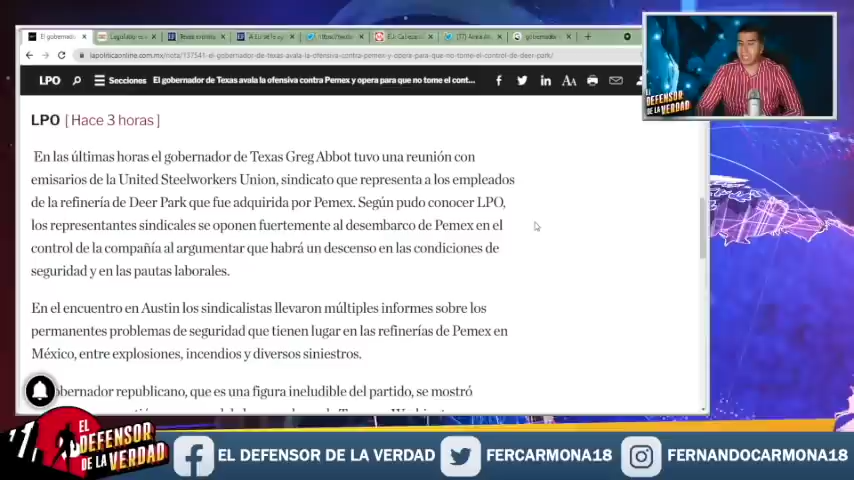 El gobernad
lapoliticaonline.com.mx/nota/137541-el-gobernador-de-texas-avala-la-ofensiva-contra-pemex-y-opera-para-que-no-tome-el-control-de-deer-park/
LPO Secciones El gobernador de Texas avala la ofensiva contra Pemex y opera para que no tome el cont...
LPO [ Hace 3 horas ]
En las últimas horas el gobernador de Texas Greg Abbot tuvo una reunión con
emisarios de la United Steelworkers Union, sindicato que representa a los empleados
de la refinería de Deer Park que fue adquirida por Pemex. Según pudo conocer LPO,
los representantes sindicales se oponen fuertemente al desembarco de Pemex en el
control de la compañía al argumentar que habrá un descenso en las condiciones de
seguridad y en las pautas laborales.
En el encuentro en Austin los sindicalistas llevaron múltiples informes sobre los
permanentes problemas de seguridad que tienen lugar en las refinerías de Pemex en
México, entre explosiones, incendios y diversos siniestros.
obernador republicano, que es una figura ineludible del partido, se mostró
EL
DEFENSOR
DE LA
VERDAD
#1
EL
DEFENSOR
DE LA VERDAD
EL DEFENSOR DE LA VERDAD
FERCARMONA18
FERNANDOCARMONA18